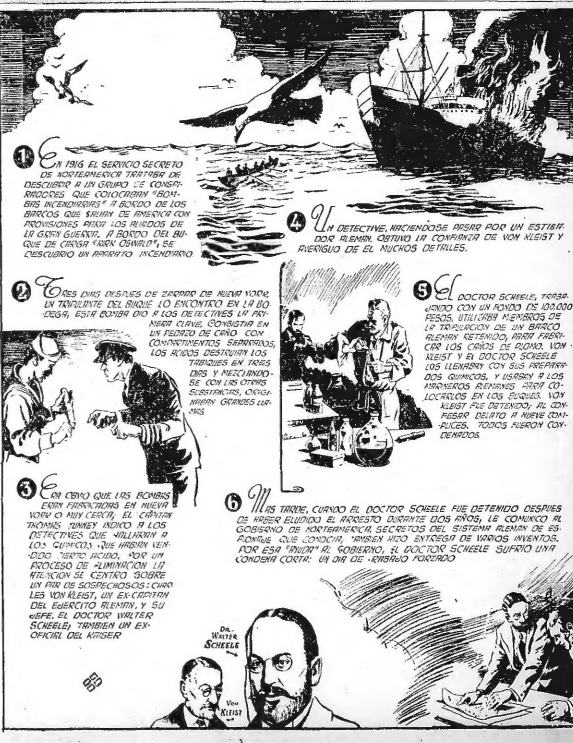 1 EN 1916 EL SERVICIO SECRETO
DE NORTEAMERICA TRATABA DE
DESCUBRIR A UN GRUPO DE CONSPI-
RADORES QUE COLOCABAN "BOM-
BAS INCENDIARIAS" A BORDO DE LOS
BARCOS QUE SALIAN DE AMERICA CON
PROVISIONES PARA LOS ALIADOS DE
LA GRAN GUERRA. A BORDO DEL BU-
QUE DE CARGA "KIRK OSWALD", SE
DESCUBRIO UN APARATO INCENDIARIO
2 TRES DIAS DESPUES DE ZARPAR DE NUEVA YORK,
UN TRIPULANTE DEL BUQUE LO ENCONTRO EN LA BO-
DEGA. ESTA BOMBA DIO A LOS DETECTIVES LA PRI-
MERA CLAVE, CONSISTIA EN
UN PEDAZO DE CAÑO CON
COMPARTIMENTOS SEPARADOS,
LOS ACIDOS DESTRUIAN LOS
TABIQUES EN TRES
DIAS Y MEZCLANDO-
SE CON LAS OTRAS
SUBSTANCIAS, ORIGI-
NABAN GRANDES LLA-
MAS
3 ERA OBVIO QUE LAS BOMBAS
ERAN FABRICADAS EN NUEVA
YORK O MUY CERCA; EL CAPITAN
THOMAS TUNNEY INDICO A LOS
DETECTIVES QUE HALLARAN A
LOS QUIMICOS QUE HABIAN VEN-
DIDO CIERTO ACIDO. POR UN
PROCESO DE ELIMINACION LA
ATENCION SE CENTRO SOBRE
UN PAR DE SOSPECHOSOS: CHAR-
LES VON KLEIST, UN EX-CAPITAN
DEL EJERCITO ALEMAN, Y SU
JEFE. EL DOCTOR WALTER
SCHEELE, TAMBIEN UN EX-
OFICIAL DEL KAISER
4 UN DETECTIVE, HACIENDOSE PASAR POR UN ESTIBA-
DOR ALEMAN, OBTUVO LA CONFIANZA DE VON KLEIST Y
AVERIGUO DE EL MUCHOS DETALLES.
5 EL DOCTOR SCHEELE, TRABA-
JANDO CON UN FONDO DE 100.000
PESOS, UTILIZABA MIEMBROS DE
LA TRIPULACION DE UN BARCO
ALEMAN RETENIDO, PARA FABRI-
CAR LOS CAÑOS DE PLOMO. VON
KLEIST Y EL DOCTOR SCHEELE
LOS LLENABAN CON SUS PREPARA-
DOS QUIMICOS, Y USABAN A LOS
MARINEROS ALEMANES PARA CO-
LOCARLOS EN LOS BUQUES. VON
KLEIST FUE DETENIDO; AL CON-
FESAR DELATO A NUEVE COM-
PLICES. TODOS FUERON CON-
DENADOS.
6 MAS TARDE, CUANDO EL DOCTOR SCHEELE FUE DETENIDO DESPUES
DE HABER ELUDIDO EL ARRESTO DURANTE DOS AÑOS, LE COMUNICO AL
GOBIERNO DE NORTEAMERICA, SECRETOS DEL SISTEMA ALEMAN DE ES-
PIONAJE QUE CONOCIA, TAMBIEN HIZO ENTREGA DE VARIOS INVENTOS.
POR ESA "AYUDA" AL GOBIERNO, EL DOCTOR SCHEELE SUFRIO UNA
CONDENA CORTA: UN DIA DE TRABAJO FORZADO
DR.
WALTER
SCHEELE
VON
KLEIST